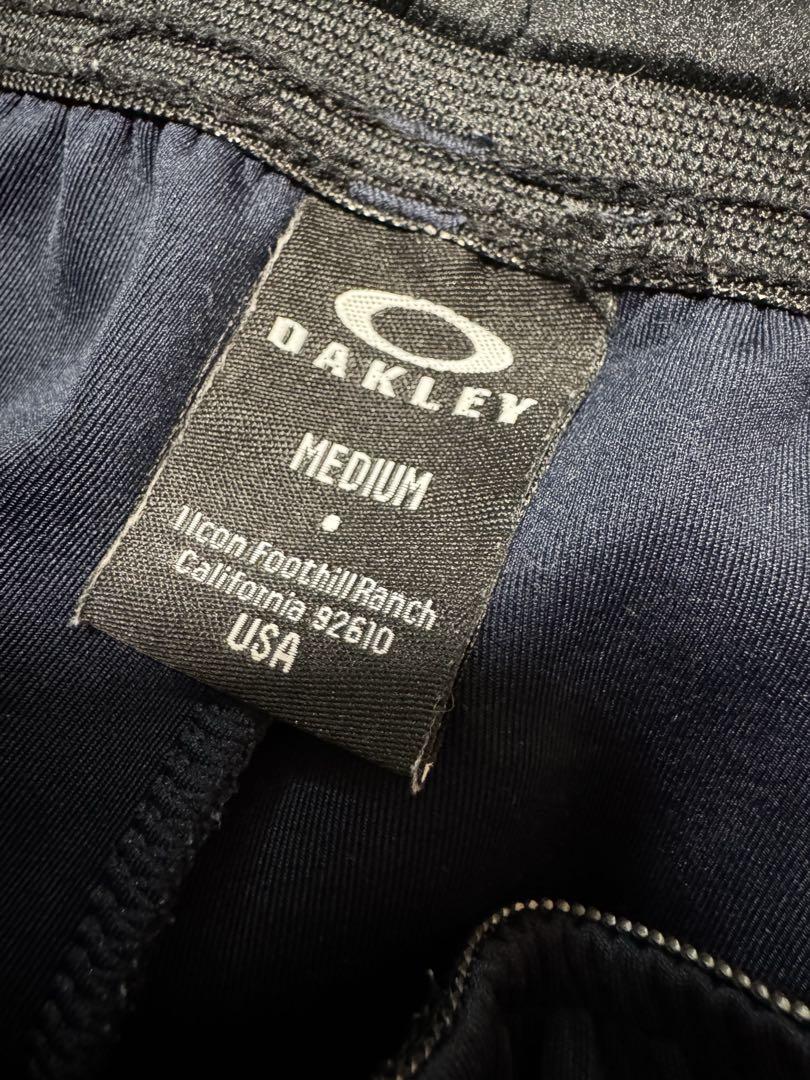 OAKLEY
MEDIUM
1 Icon Foothill Ranch
California 92610
USA